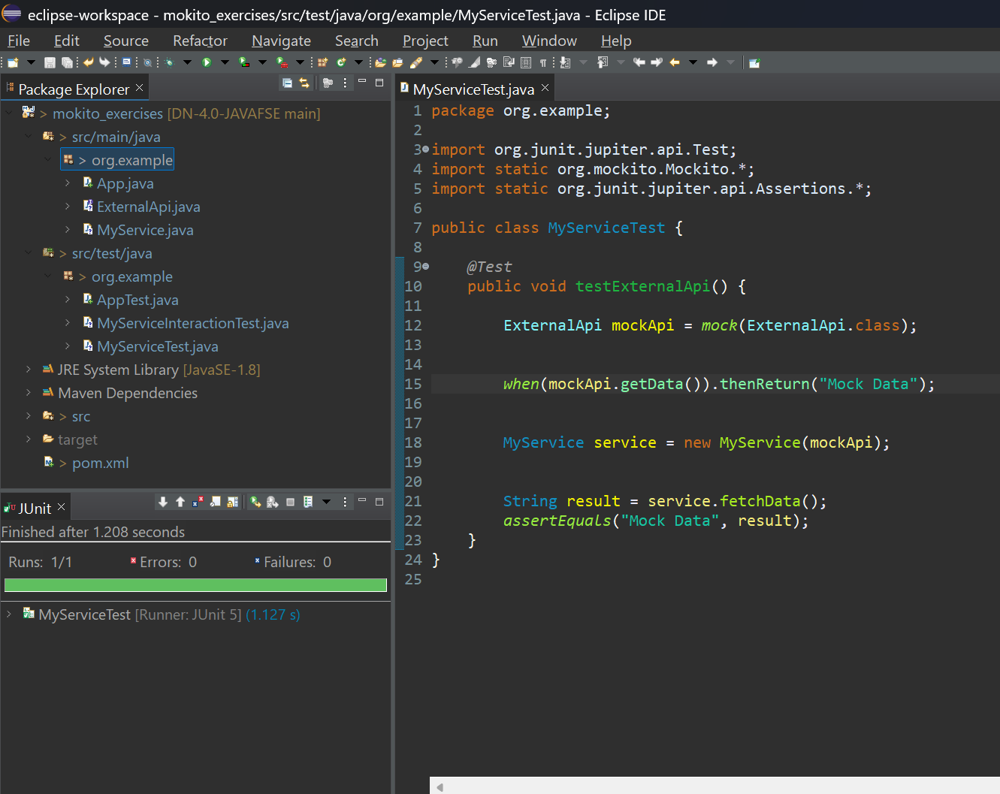 eclipse-workspace - mokito_exercises/src/test/java/org/example/MyServiceTest.java - Eclipse IDE
File Edit Source Refactor Navigate Search Project Run Window Help
Package Explorer
> mokito_exercises [DN-4.0-JAVAFSE main]
> src/main/java
> org.example
App.java
ExternalApi.java
MyService.java
> src/test/java
> org.example
AppTest.java
MyServiceInteractionTest.java
MyServiceTest.java
JRE System Library [JavaSE-1.8]
Maven Dependencies
> src
target
> pom.xml
JUnit
Finished after 1.208 seconds
Runs: 1/1 Errors: 0 Failures: 0
MyServiceTest [Runner: JUnit 5] (1.127 s)
MyServiceTest.java
1 package org.example;
2
3 import org.junit.jupiter.api.Test;
4 import static org.mockito.Mockito.*;
5 import static org.junit.jupiter.api.Assertions.*;
6
7 public class MyServiceTest {
8
9     @Test
10     public void testExternalApi() {
11
12         ExternalApi mockApi = mock(ExternalApi.class);
13
14
15         when(mockApi.getData()).thenReturn("Mock Data");
16
17
18         MyService service = new MyService(mockApi);
19
20
21         String result = service.fetchData();
22         assertEquals("Mock Data", result);
23     }
24 }
25